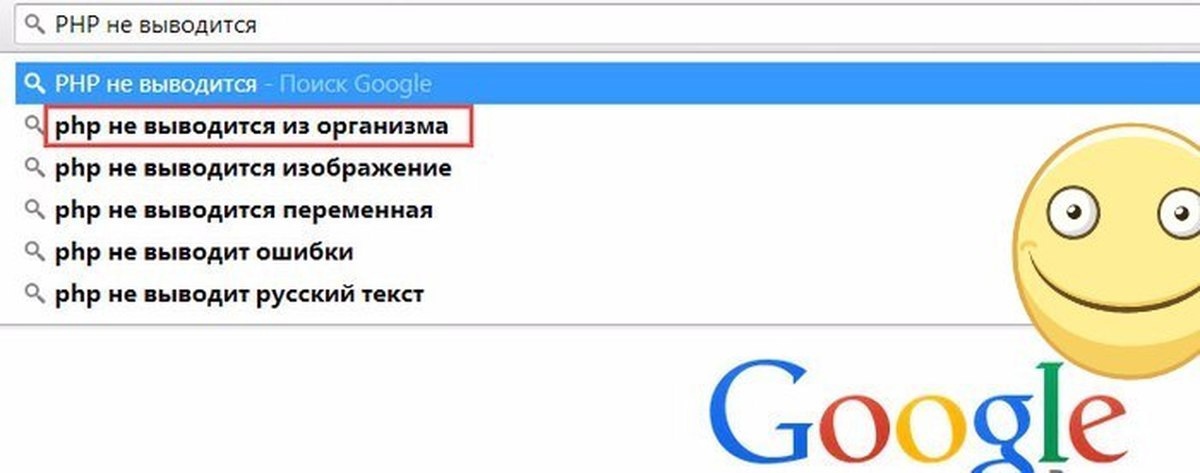 PHP не выводится
PHP не выводится - Поиск Google
php не выводится из организма
php не выводится изображение
php не выводится переменная
php не выводит ошибки
php не выводит русский текст
Google